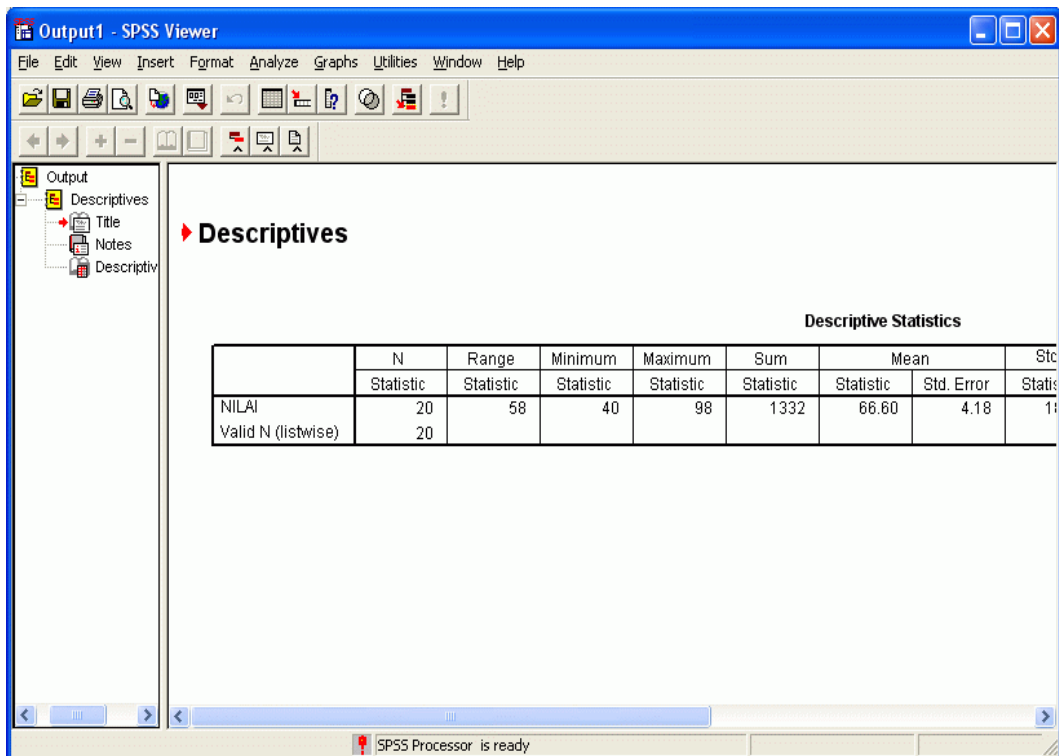 Output1 - SPSS Viewer
File Edit View Insert Format Analyze Graphs Utilities Window Help
Output
Descriptives
Title
Notes
Descriptiv
Descriptives
Descriptive Statistics
N Range Minimum Maximum Sum Mean
Statistic Statistic Statistic Statistic Statistic Statistic Std. Error
NILAI 20 58 40 98 1332 66.60 4.18
Valid N (listwise) 20
SPSS Processor is ready